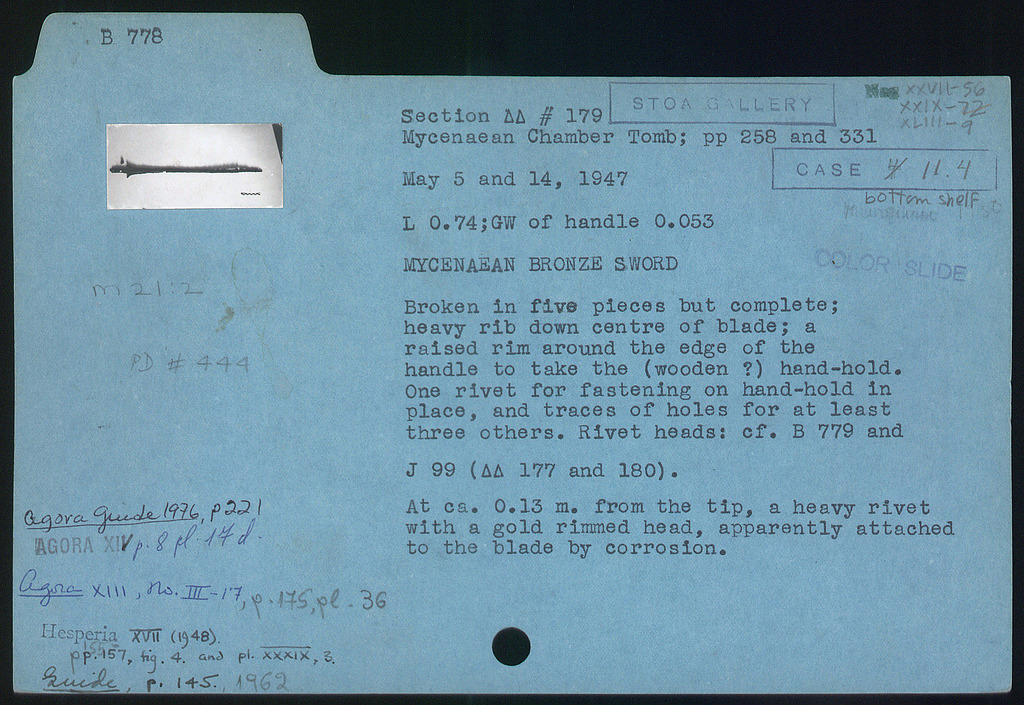 B 778
Neg XXVII-56
XXIX-72
XLIII-9
STOA GALLERY
Section ΔΔ # 179
Mycenaean Chamber Tomb; pp 258 and 331
CASE # 11.4
bottom shelf
May 5 and 14, 1947
L 0.74;GW of handle 0.053
MYCENAEAN BRONZE SWORD
COLOR SLIDE
m 21:2
PD # 444
Broken in five pieces but complete;
heavy rib down centre of blade; a
raised rim around the edge of the
handle to take the (wooden ?) hand-hold.
One rivet for fastening on hand-hold in
place, and traces of holes for at least
three others. Rivet heads: cf. B 779 and
J 99 (ΔΔ 177 and 180).
At ca. 0.13 m. from the tip, a heavy rivet
with a gold rimmed head, apparently attached
to the blade by corrosion.
Agora Guide 1976, p 221
AGORA XIV p. 8 pl. 17 d.
Agora XIII, No. III-17, p. 175, pl. 36
Hesperia XVII (1948).
pp. 157, fig. 4. and pl. XXXIX, 3.
Guide, p. 145, 1962